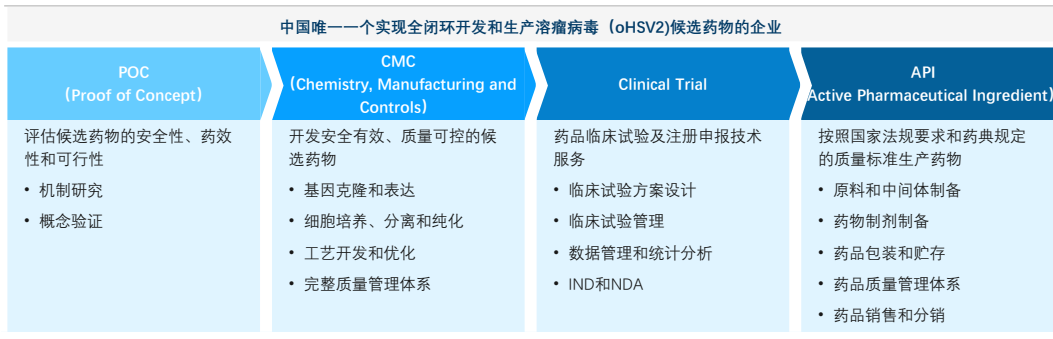 中国唯一一个实现全闭环开发和生产溶瘤病毒（oHSV2)候选药物的企业
POC
（Proof of Concept）
评估候选药物的安全性、药效
性和可行性
• 机制研究
• 概念验证
CMC
（Chemistry, Manufacturing and
Controls）
开发安全有效、质量可控的候
选药物
• 基因克隆和表达
• 细胞培养、分离和纯化
• 工艺开发和优化
• 完整质量管理体系
Clinical Trial
药品临床试验及注册申报技术
服务
• 临床试验方案设计
• 临床试验管理
• 数据管理和统计分析
• IND和NDA
API
(Active Pharmaceutical Ingredient）
按照国家法规要求和药典规定
的质量标准生产药物
• 原料和中间体制备
• 药物制剂制备
• 药品包装和贮存
• 药品质量管理体系
• 药品销售和分销